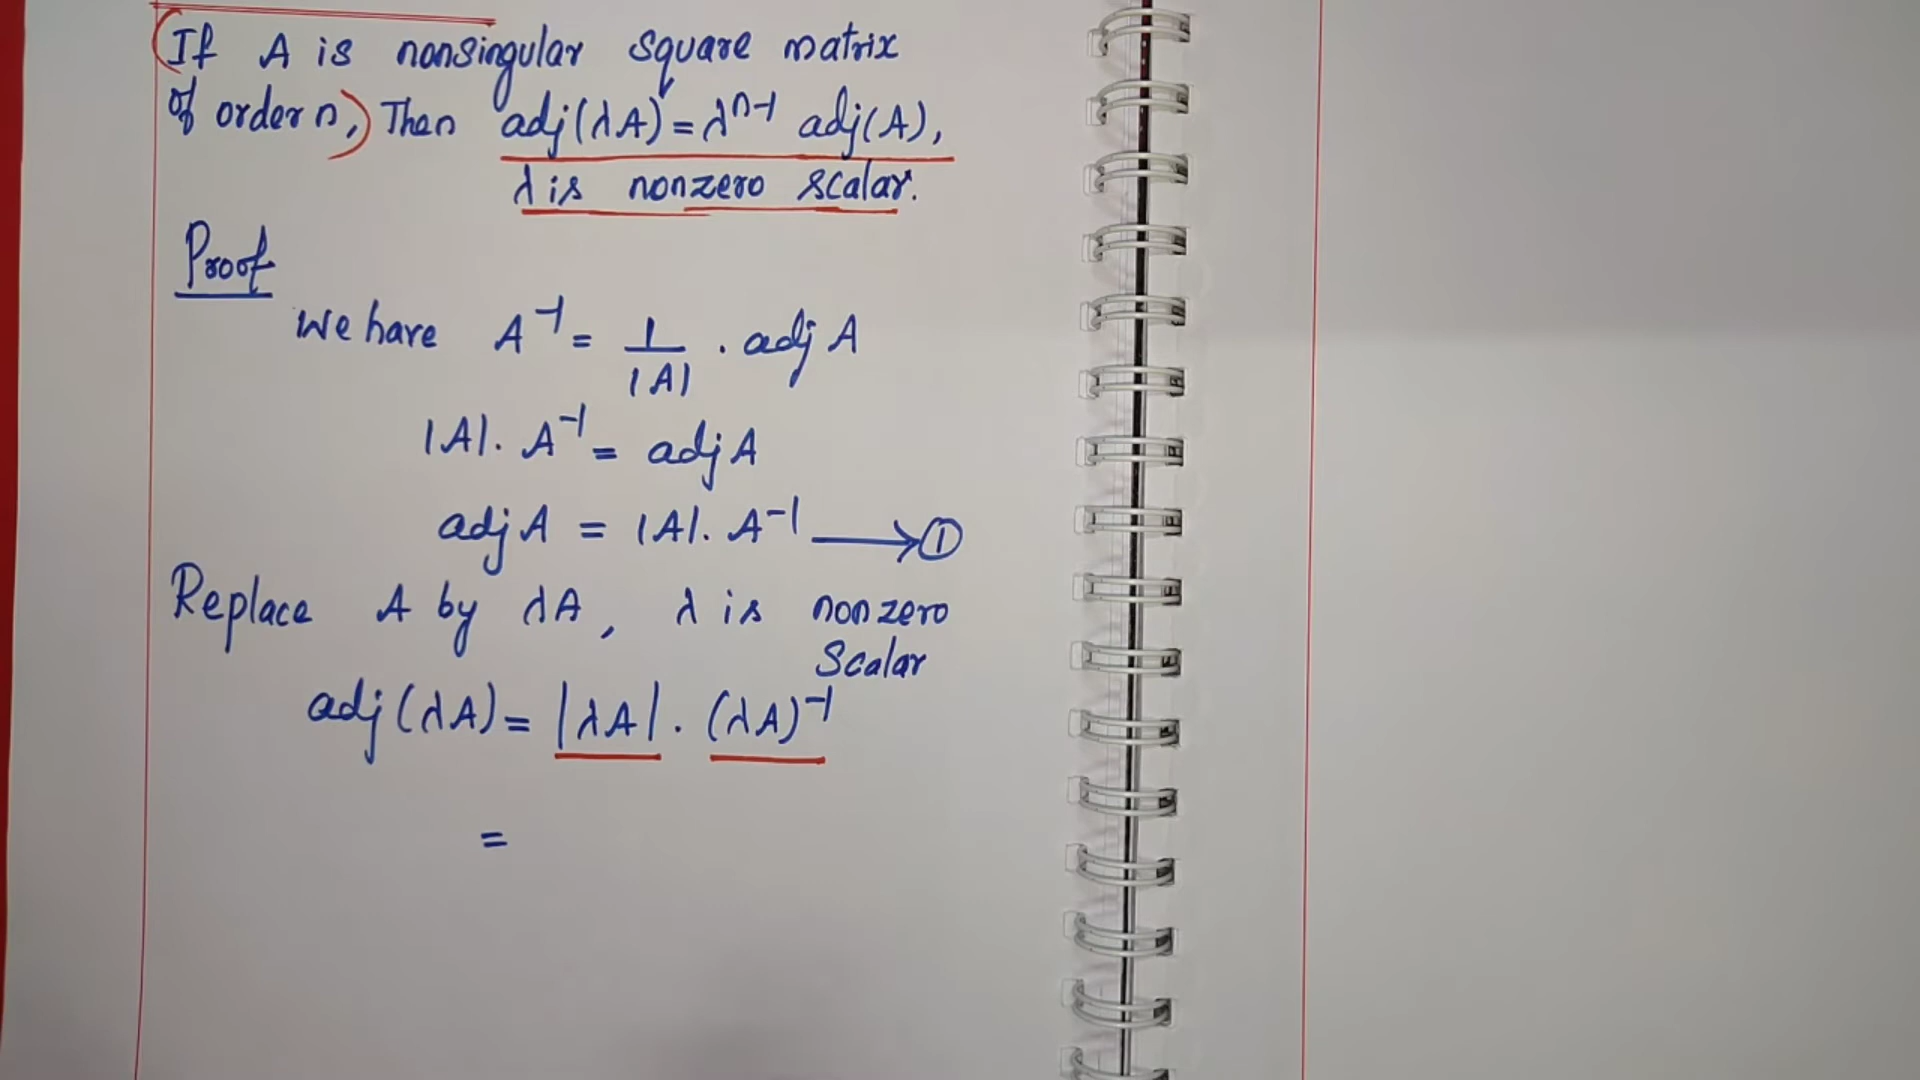 If A is nonsingular square matrix
of order n, Then adj(λA) = λⁿ⁻¹ adj(A),
λ is nonzero scalar.
Proof
We have A⁻¹ = 1/|A| . adj A
|A|. A⁻¹ = adj A
adj A = |A|. A⁻¹ ⟶ ①
Replace A by λA, λ is nonzero
Scalar
adj(λA) = |λA| . (λA)⁻¹
=